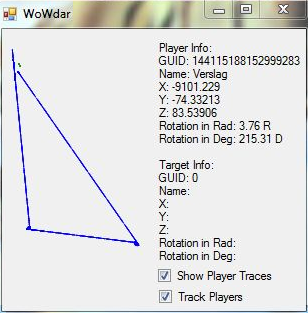 WoWdar
Player Info:
GUID: 144115188152999283
Name: Verslag
X: -9101.229
Y: -74.33213
Z: 83.53906
Rotation in Rad: 3.76 R
Rotation in Deg: 215.31 D
Target Info:
GUID: 0
Name:
X:
Y:
Z:
Rotation in Rad:
Rotation in Deg:
Show Player Traces
Track Players